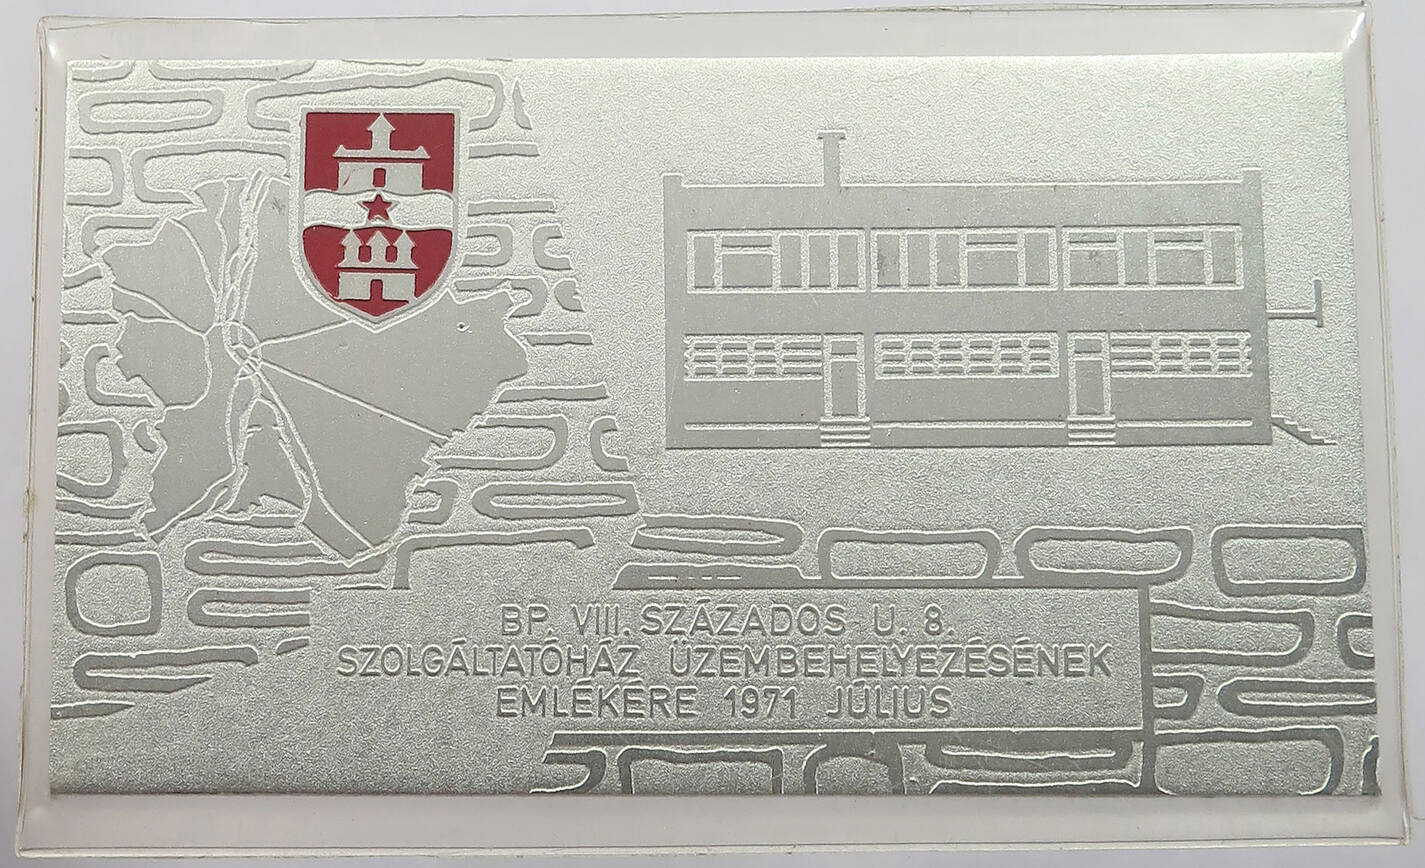 BP. VIII. SZÁZADOS U. 8.
SZOLGÁLTATÓHÁZ ÜZEMBEHELYEZÉSÉNEK
EMLÉKÉRE 1971 JÚLIUS